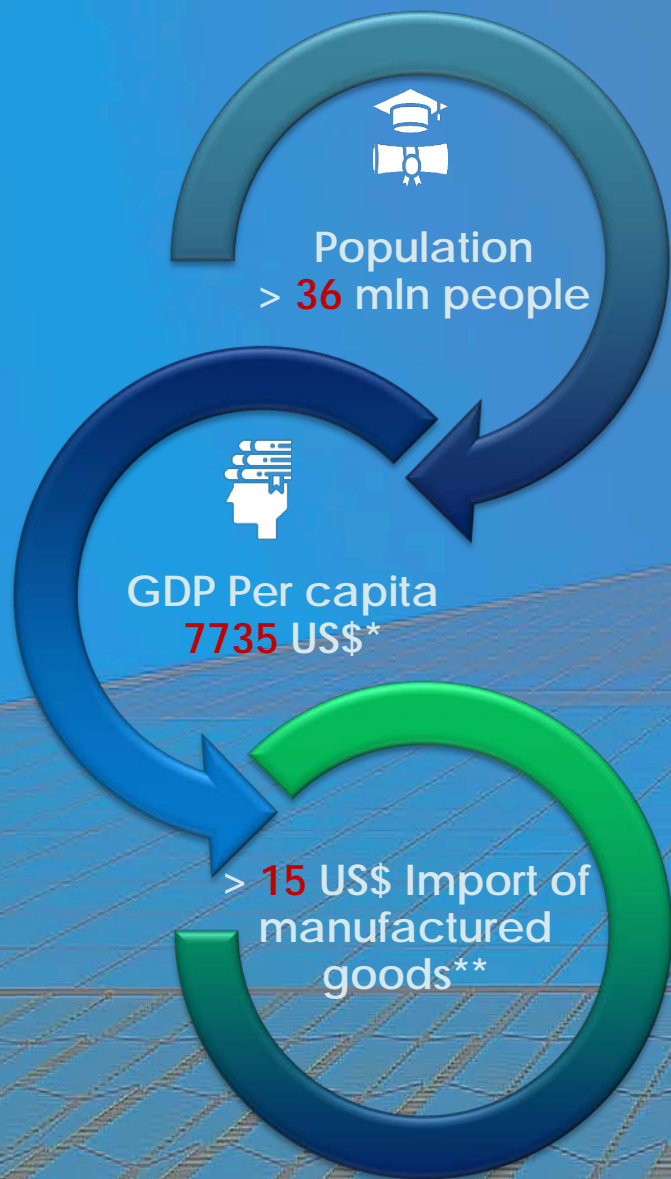 Population
> 36 mln people
GDP Per capita
7735 US$*
> 15 US$ Import of
manufactured
goods**